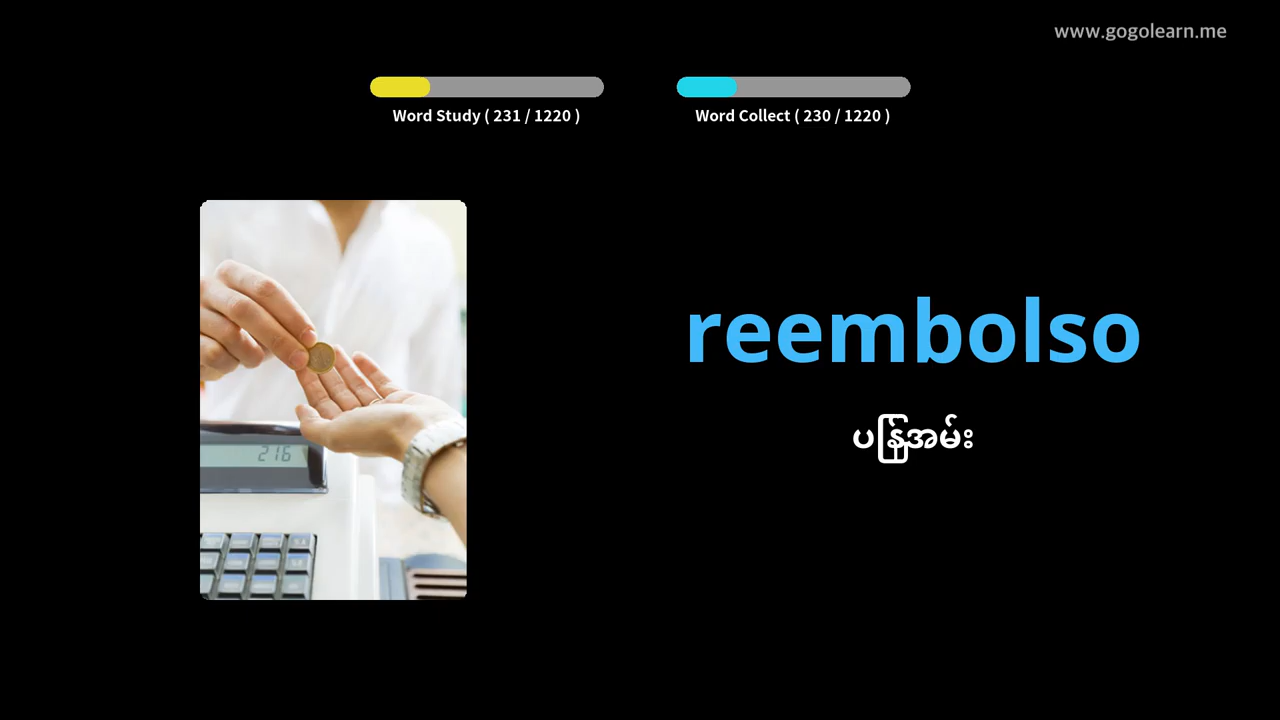 www.gogolearn.me
Word Study ( 231 / 1220 )
Word Collect ( 230 / 1220 )
reembolso
ပြန်အမ်း
216